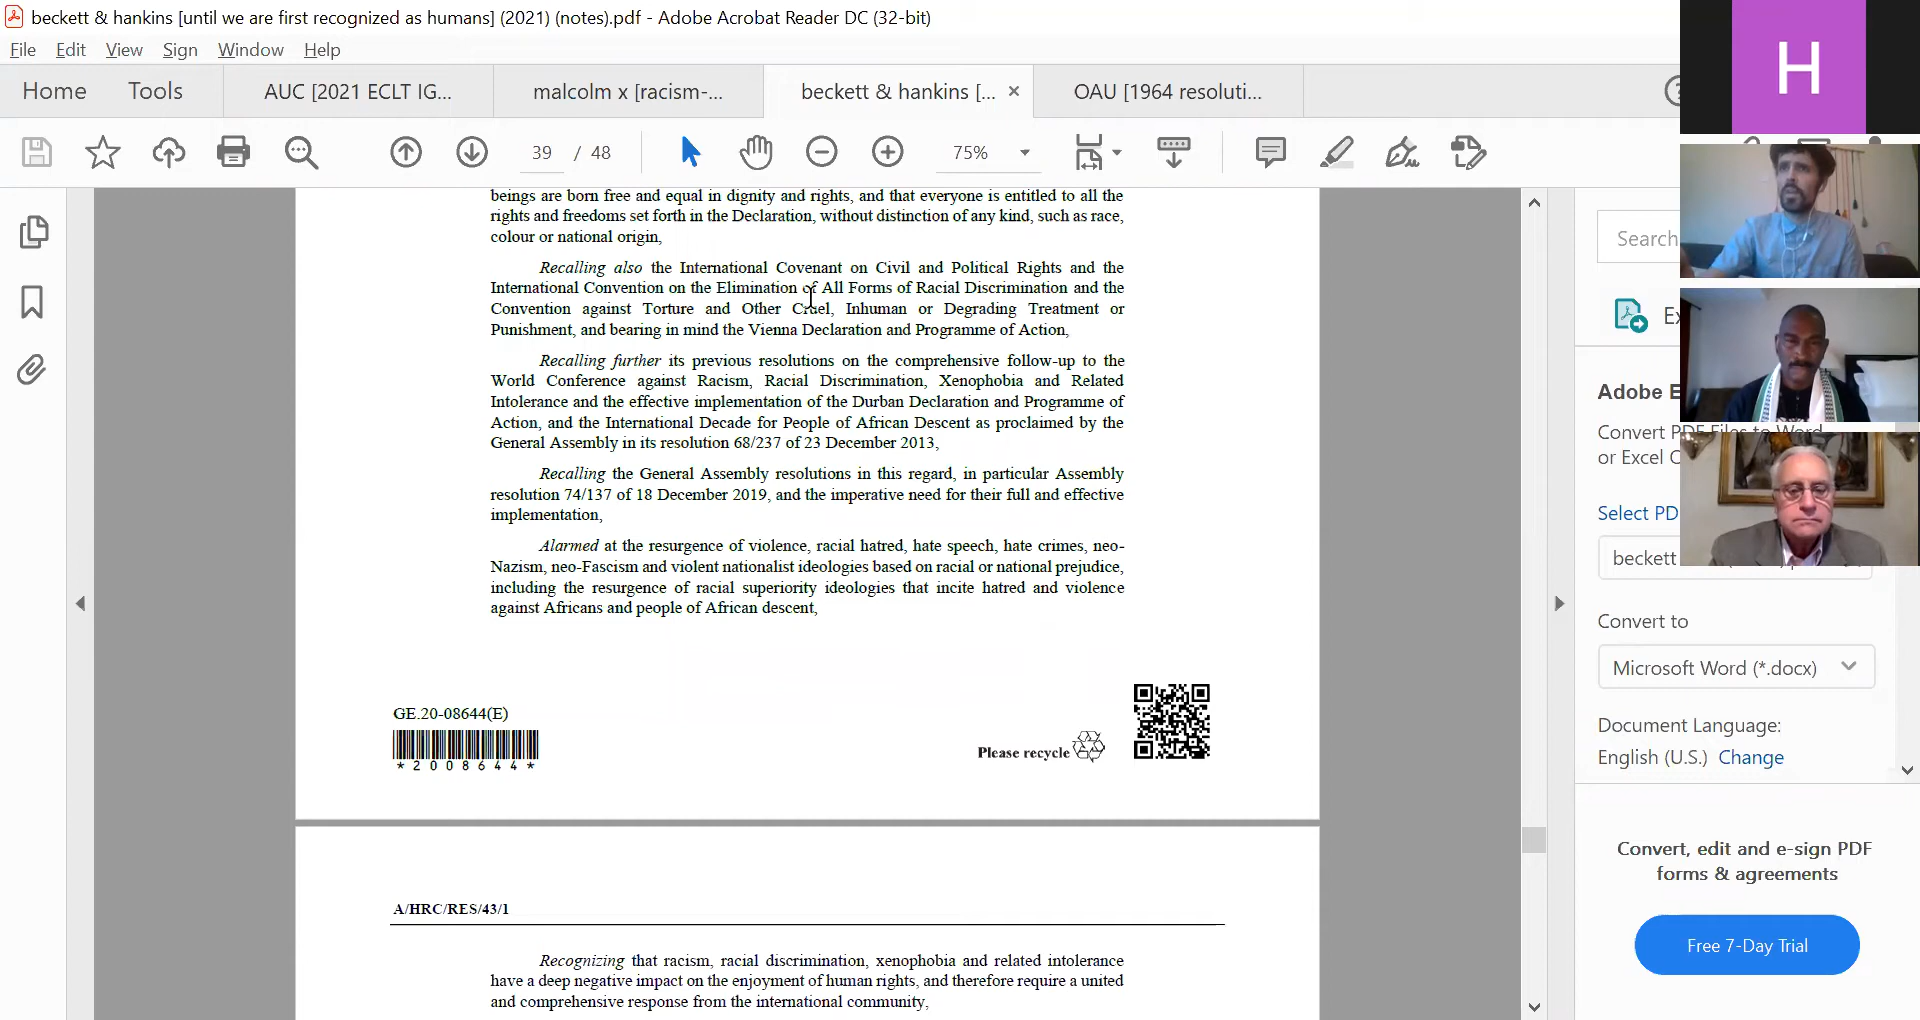 beckett & hankins [until we are first recognized as humans] (2021) (notes).pdf - Adobe Acrobat Reader DC (32-bit)
File Edit View Sign Window Help
Home Tools AUC [2021 ECLT IG... malcolm x [racism-... beckett & hankins [... × OAU [1964 resoluti...
39 / 48 75%
H
beings are born free and equal in dignity and rights, and that everyone is entitled to all the
rights and freedoms set forth in the Declaration, without distinction of any kind, such as race,
colour or national origin,
Recalling also the International Covenant on Civil and Political Rights and the
International Convention on the Elimination of All Forms of Racial Discrimination and the
Convention against Torture and Other Cruel, Inhuman or Degrading Treatment or
Punishment, and bearing in mind the Vienna Declaration and Programme of Action,
Recalling further its previous resolutions on the comprehensive follow-up to the
World Conference against Racism, Racial Discrimination, Xenophobia and Related
Intolerance and the effective implementation of the Durban Declaration and Programme of
Action, and the International Decade for People of African Descent as proclaimed by the
General Assembly in its resolution 68/237 of 23 December 2013,
Recalling the General Assembly resolutions in this regard, in particular Assembly
resolution 74/137 of 18 December 2019, and the imperative need for their full and effective
implementation,
Alarmed at the resurgence of violence, racial hatred, hate speech, hate crimes, neo-
Nazism, neo-Fascism and violent nationalist ideologies based on racial or national prejudice,
including the resurgence of racial superiority ideologies that incite hatred and violence
against Africans and people of African descent,
GE.20-08644(E)
*2008644*
Please recycle
A/HRC/RES/43/1
Recognizing that racism, racial discrimination, xenophobia and related intolerance
have a deep negative impact on the enjoyment of human rights, and therefore require a united
and comprehensive response from the international community,
Search
Adobe E
Convert PDF Files to Word
or Excel
Select PD
beckett
Convert to
Microsoft Word (*.docx)
Document Language:
English (U.S.) Change
Convert, edit and e-sign PDF
forms & agreements
Free 7-Day Trial